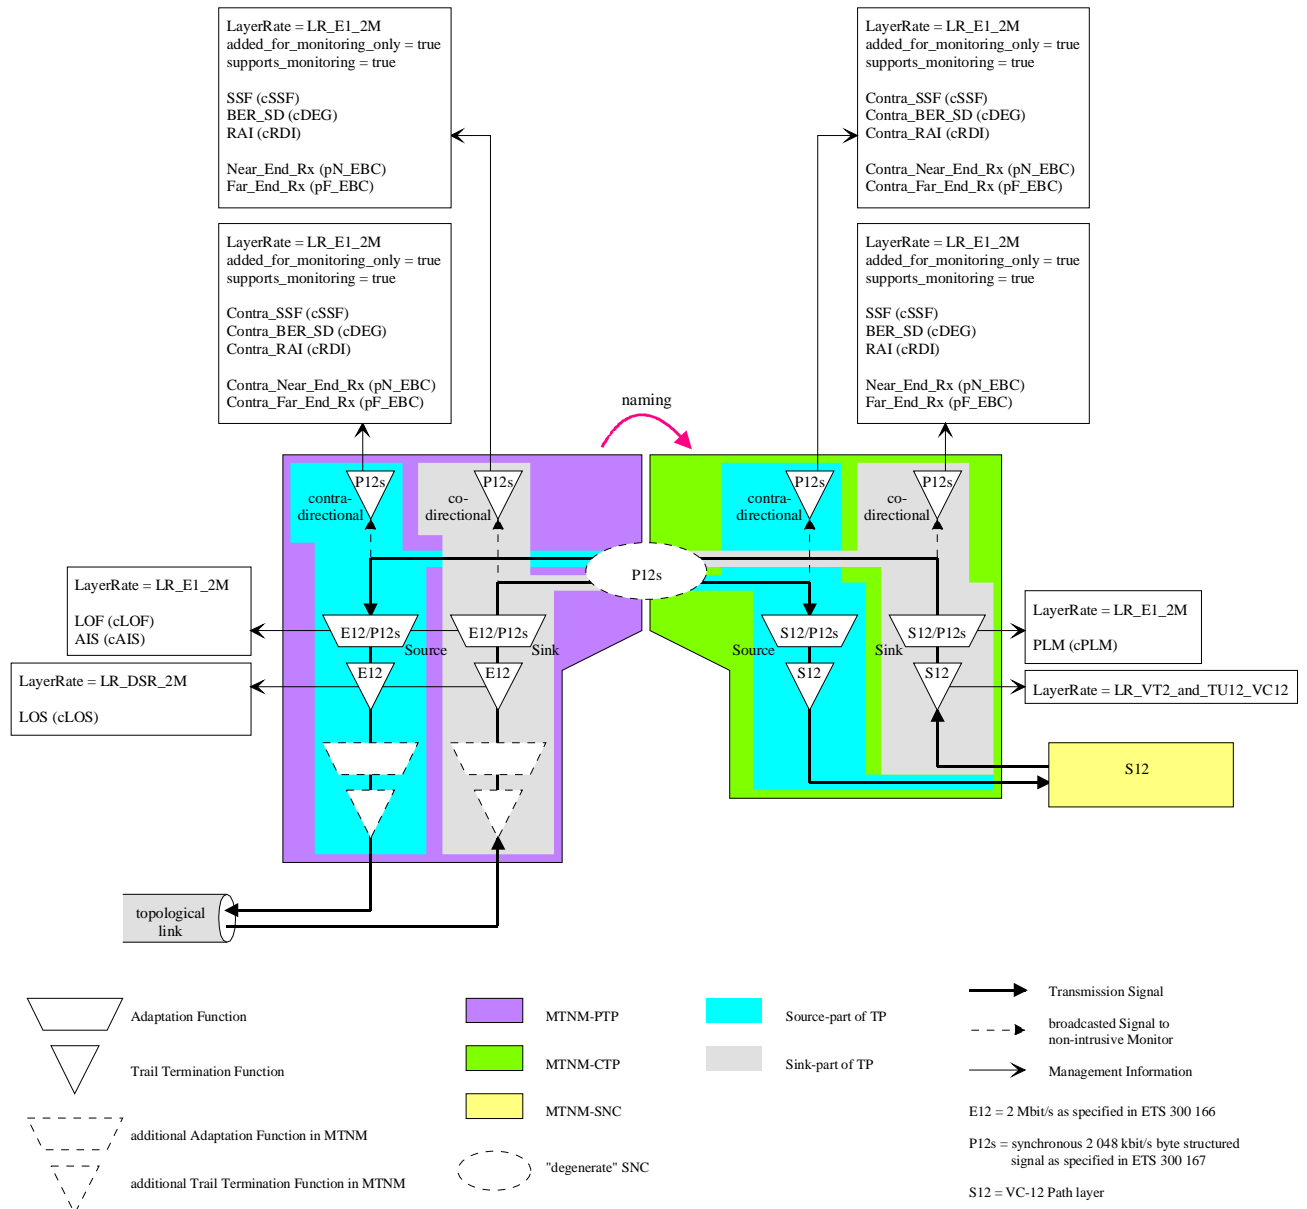 LayerRate = LR_E1_2M
added_for_monitoring_only = true
supports_monitoring = true
SSF (cSSF)
BER_SD (cDEG)
RAI (cRDI)
Near_End_Rx (pN_EBC)
Far_End_Rx (pF_EBC)
LayerRate = LR_E1_2M
added_for_monitoring_only = true
supports_monitoring = true
Contra_SSF (cSSF)
Contra_BER_SD (cDEG)
Contra_RAI (cRDI)
Contra_Near_End_Rx (pN_EBC)
Contra_Far_End_Rx (pF_EBC)
LayerRate = LR_E1_2M
added_for_monitoring_only = true
supports_monitoring = true
Contra_SSF (cSSF)
Contra_BER_SD (cDEG)
Contra_RAI (cRDI)
Contra_Near_End_Rx (pN_EBC)
Contra_Far_End_Rx (pF_EBC)
LayerRate = LR_E1_2M
added_for_monitoring_only = true
supports_monitoring = true
SSF (cSSF)
BER_SD (cDEG)
RAI (cRDI)
Near_End_Rx (pN_EBC)
Far_End_Rx (pF_EBC)
naming
P12s
contra-
directional
P12s
co-
directional
P12s
contra-
directional
P12s
co-
directional
P12s
LayerRate = LR_E1_2M
LOF (cLOF)
AIS (cAIS)
E12/P12s
Source
E12/P12s
Sink
S12/P12s
Source
S12/P12s
Sink
LayerRate = LR_E1_2M
PLM (cPLM)
LayerRate = LR_DSR_2M
LOS (cLOS)
E12
E12
S12
S12
LayerRate = LR_VT2_and_TU12_VC12
S12
topological
link
Adaptation Function
Trail Termination Function
additional Adaptation Function in MTNM
additional Trail Termination Function in MTNM
MTNM-PTP
MTNM-CTP
MTNM-SNC
"degenerate" SNC
Source-part of TP
Sink-part of TP
Transmission Signal
broadcasted Signal to
non-intrusive Monitor
Management Information
E12 = 2 Mbit/s as specified in ETS 300 166
P12s = synchronous 2 048 kbit/s byte structured
signal as specified in ETS 300 167
S12 = VC-12 Path layer